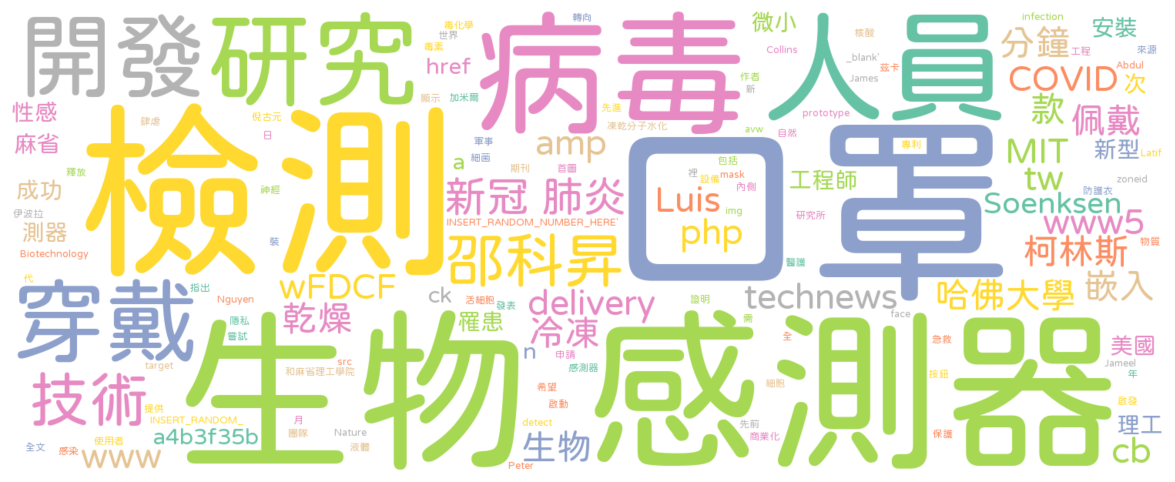 開發
研究
病毒
人員
檢測
口罩
生物感測器
穿戴
技術
新冠 肺炎
邵科昇
毒化學
世界
毒素
href
轉向
微小
infection
分鐘
安裝
核酸
Collins
_blank'
James
茲卡
工程
來源
Abdul
COVID
次
作者
新
款
佩戴
性感
麻省
肆虐
倪古元
日
顯示
加米爾
先進
凍乾分子水化
軍事
細菌
amp
a
期刊
首圖
avw
自然
prototype
專利
MIT
新型
Latif
成功
釋放
神經
包括
裡
設備
mask
內側
工程師
tw
防護衣
zoneid
伊波拉
測器
Biotechnology
裝
INSERT_RANDOM_NUMBER_HERE'
Luis
img
php
研究所
Soenksen
www5
柯林斯
物質
醫護
代
指出
Nguyen
隱私
嘗試
wFDCF
乾燥
ck
活細胞
發表
罹患
delivery
冷凍
證明
technews
哈佛大學
嵌入
需
face
全
急救
美國
Jameel
年
target
src
和麻省理工學院
n
申請
感測器
希望
啟動
細胞
按鈕
提供
INSERT_RANDOM_
月
團隊
a4b3f35b
Nature
液體
detect
生物
先前
商業化
保護
啟發
理工
全文
感染
使用者
www
Peter
cb